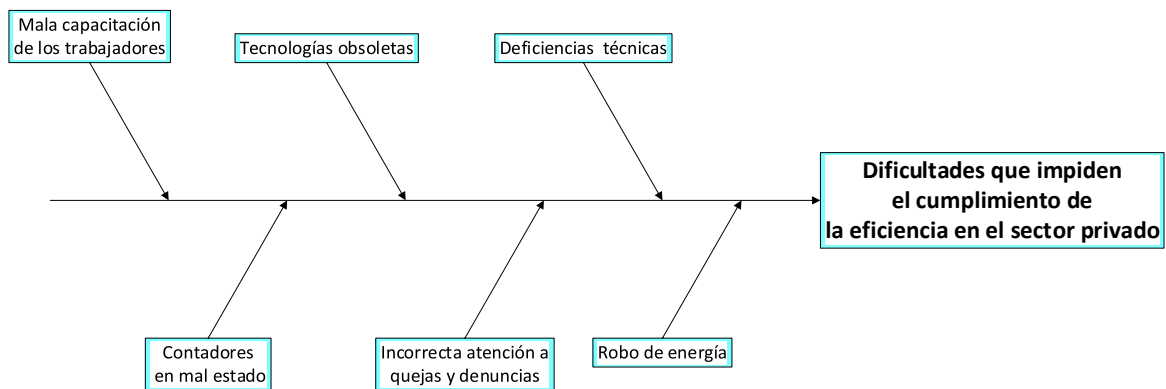 Mala capacitación
de los trabajadores
Tecnologías obsoletas
Deficiencias técnicas
Dificultades que impiden
el cumplimiento de
la eficiencia en el sector privado
Contadores
en mal estado
Incorrecta atención a
quejas y denuncias
Robo de energía